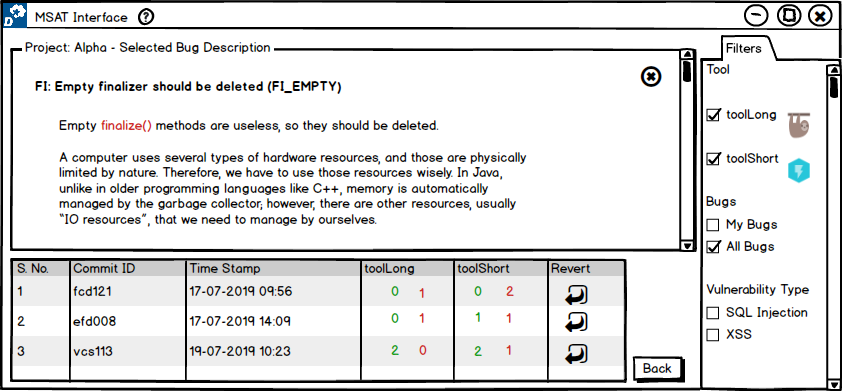 MSAT Interface ?
Project: Alpha - Selected Bug Description
FI: Empty finalizer should be deleted (FI_EMPTY)
Empty finalize() methods are useless, so they should be deleted.
A computer uses several types of hardware resources, and those are physically
limited by nature. Therefore, we have to use those resources wisely. In Java,
unlike in older programming languages like C++, memory is automatically
managed by the garbage collector; however, there are other resources, usually
"IO resources", that we need to manage by ourselves.
S. No. Commit ID Time Stamp toolLong toolShort Revert
1 fcd121 17-07-2019 09:56 0 1 0 2
2 efd008 17-07-2019 14:09 0 1 1 1
3 vcs113 19-07-2019 10:23 2 0 2 1
Back
Filters
Tool
toolLong
toolShort
Bugs
My Bugs
All Bugs
Vulnerability Type
SQL Injection
XSS